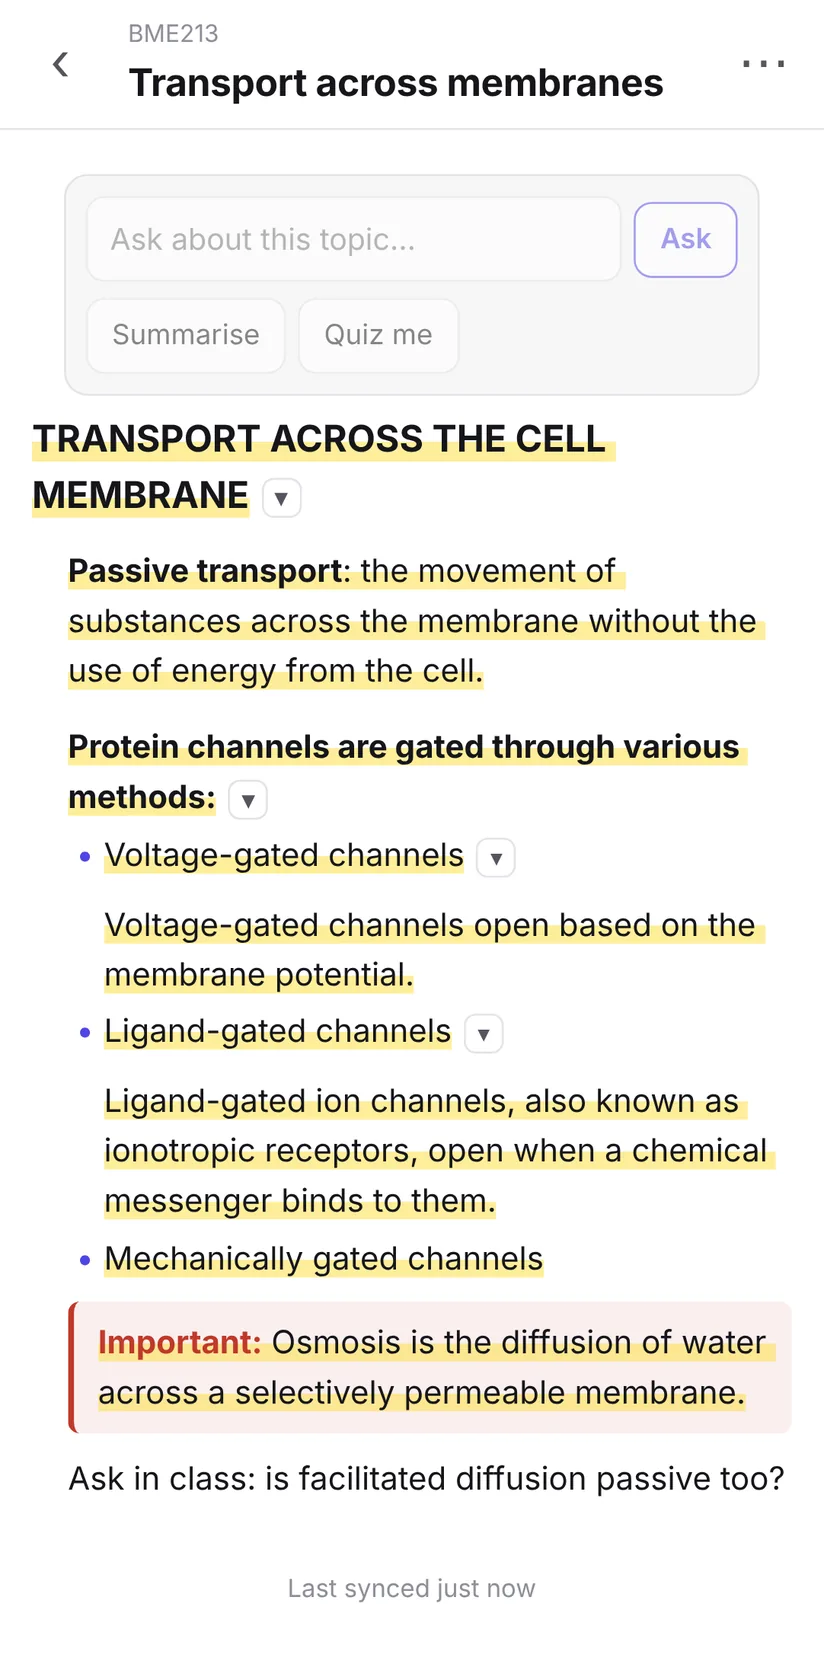 BME213
Transport across membranes
Ask about this topic...
Ask
Summarise
Quiz me
TRANSPORT ACROSS THE CELL
MEMBRANE
Passive transport: the movement of
substances across the membrane without the
use of energy from the cell.
Protein channels are gated through various
methods:
Voltage-gated channels
Voltage-gated channels open based on the
membrane potential.
Ligand-gated channels
Ligand-gated ion channels, also known as
ionotropic receptors, open when a chemical
messenger binds to them.
Mechanically gated channels
Important: Osmosis is the diffusion of water
across a selectively permeable membrane.
Ask in class: is facilitated diffusion passive too?
Last synced just now